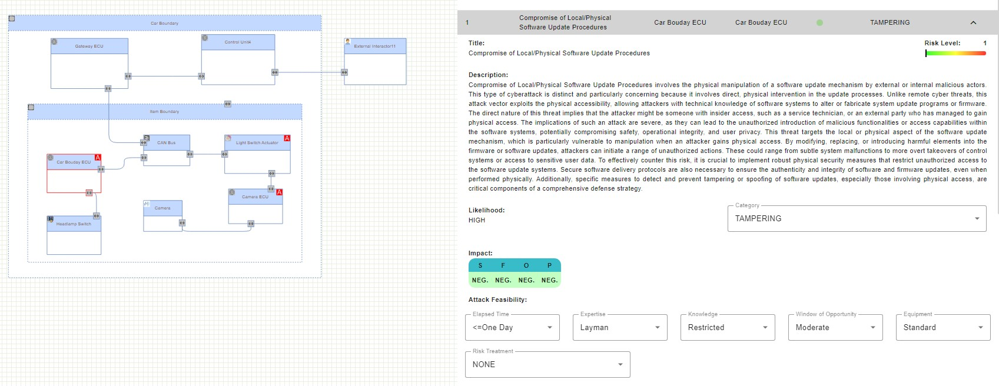 Car Boundary
Gateway ECU
Control Unit4
External Interactor11
Item Boundary
CAN Bus
Light Switch Actuator
A
Car Bouday ECU
A
Camera ECU
A
Camera
Headlamp Switch
1
Compromise of Local/Physical
Software Update Procedures
Car Bouday ECU
Car Bouday ECU
TAMPERING
Title:
Risk Level: 1
Compromise of Local/Physical Software Update Procedures
Description:
Compromise of Local/Physical Software Update Procedures involves the physical manipulation of a software update mechanism by external or internal malicious actors.
This type of cyberattack is distinct and particularly concerning because it involves direct, physical intervention in the update processes. Unlike remote cyber threats, this
attack vector exploits the physical accessibility, allowing attackers with technical knowledge of software systems to alter or fabricate system update programs or firmware.
The direct nature of this threat implies that the attacker might be someone with insider access, such as a service technician, or an external party who has managed to gain
physical access. The implications of such an attack are severe, as they can lead to the unauthorized introduction of malicious functionalities or access capabilities within
the software systems, potentially compromising safety, operational integrity, and user privacy. This threat targets the local or physical aspect of the software update
mechanism, which is particularly vulnerable to manipulation when an attacker gains physical access. By modifying, replacing, or introducing harmful elements into the
firmware or software updates, attackers can initiate a range of unauthorized actions. These could range from subtle system malfunctions to more overt takeovers of control
systems or access to sensitive user data. To effectively counter this risk, it is crucial to implement robust physical security measures that restrict unauthorized access to
the software update systems. Secure software delivery protocols are also necessary to ensure the authenticity and integrity of software and firmware updates, even when
performed physically. Additionally, specific measures to detect and prevent tampering or spoofing of software updates, especially those involving physical access, are
critical components of a comprehensive defense strategy.
Likelihood:
HIGH
Category
TAMPERING
Impact:
S F O P
NEG. NEG. NEG. NEG.
Attack Feasibility:
Elapsed Time
<=One Day
Expertise
Layman
Knowledge
Restricted
Window of Opportunity
Moderate
Equipment
Standard
Risk Treatment
NONE